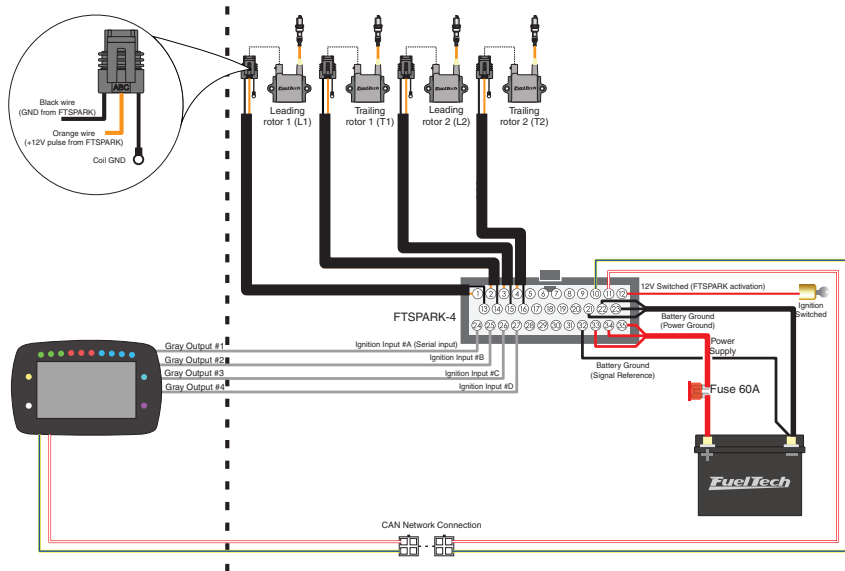 ABC
Black wire
(GND from FTSPARK)
Orange wire
(+12V pulse from FTSPARK)
Coil GND
FuelTech
Leading
rotor 1 (L1)
FuelTech
Trailing
rotor 1 (T1)
FuelTech
Leading
rotor 2 (L2)
FuelTech
Trailing
rotor 2 (T2)
1 2 3 4 5 6 7 8 9 10 11 12
13 14 15 16 17 18 19 20 21 22 23
24 25 26 27 28 29 30 31 32 33 34 35
FTSPARK-4
12V Switched (FTSPARK activation)
Ignition
Switched
Battery Ground
(Power Ground)
Power
Supply
Battery Ground
(Signal Reference)
Fuse 60A
Gray Output #1
Ignition Input #A (Serial input)
Gray Output #2
Ignition Input #B
Gray Output #3
Ignition Input #C
Gray Output #4
Ignition Input #D
+ −
FuelTech
CAN Network Connection